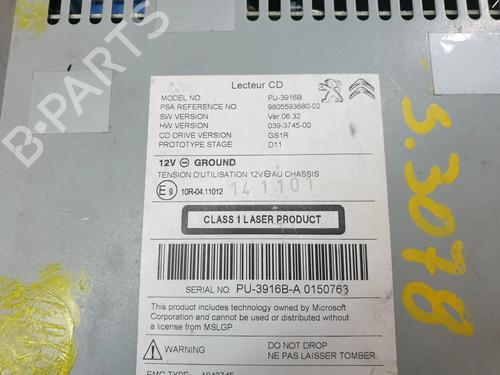 B-PARTS
Lecteur CD
MODEL NO PU-3916B
PSA REFERENCE NO. 9805593680-02
SW VERSION Ver 06.32
HW VERSION 039-3745-00
CD DRIVE VERSION GS1R
PROTOTYPE STAGE D11
12V ⊖ GROUND
TENSION D'UTILISATION 12V⊖AU CHASSIS
E9 10R-04.11012 141101
CLASS 1 LASER PRODUCT
SERIAL NO. PU-3916B-A 0150763
This product includes technology owned by Microsoft
Corporation and cannot be used or distributed without
a license from MSLGP.
WARNING DO NOT DROP
NE PAS LAISSER TOMBER
EMC TYPE
S.3078